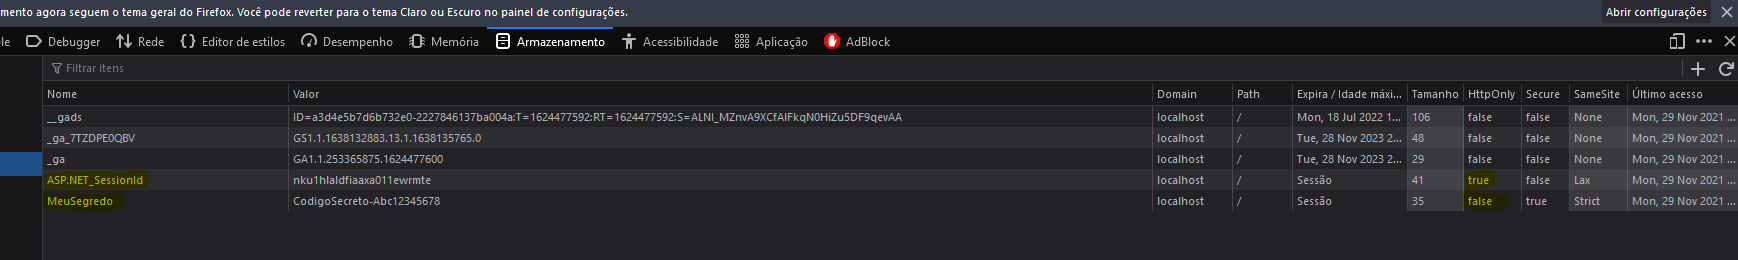 mento agora seguem o tema geral do Firefox. Você pode reverter para o tema Claro ou Escuro no painel de configurações. Abrir configurações
le Debugger Rede Editor de estilos Desempenho Memória Armazenamento Acessibilidade Aplicação AdBlock
Filtrar itens
Nome Valor Domain Path Expira / Idade máxi... Tamanho HttpOnly Secure SameSite Último acesso
__gads ID=a3d4e5b7d6b732e0-2227846137ba004a:T=1624477592:RT=1624477592:S=ALNI_MZnvA9XCfAIFkqN0HiZu5DF9qevAA localhost / Mon, 18 Jul 2022 1... 106 false false None Mon, 29 Nov 2021 ...
_ga_7TZDPE0QBV GS1.1.1638132883.13.1.1638135765.0 localhost / Tue, 28 Nov 2023 2... 48 false false None Mon, 29 Nov 2021 ...
_ga GA1.1.253365875.1624477600 localhost / Tue, 28 Nov 2023 2... 29 false false None Mon, 29 Nov 2021 ...
ASP.NET_SessionId nku1hlaldfiaaxa011ewrmte localhost / Sessão 41 true false Lax Mon, 29 Nov 2021 ...
MeuSegredo CodigoSecreto-Abc12345678 localhost / Sessão 35 false true Strict Mon, 29 Nov 2021 ...